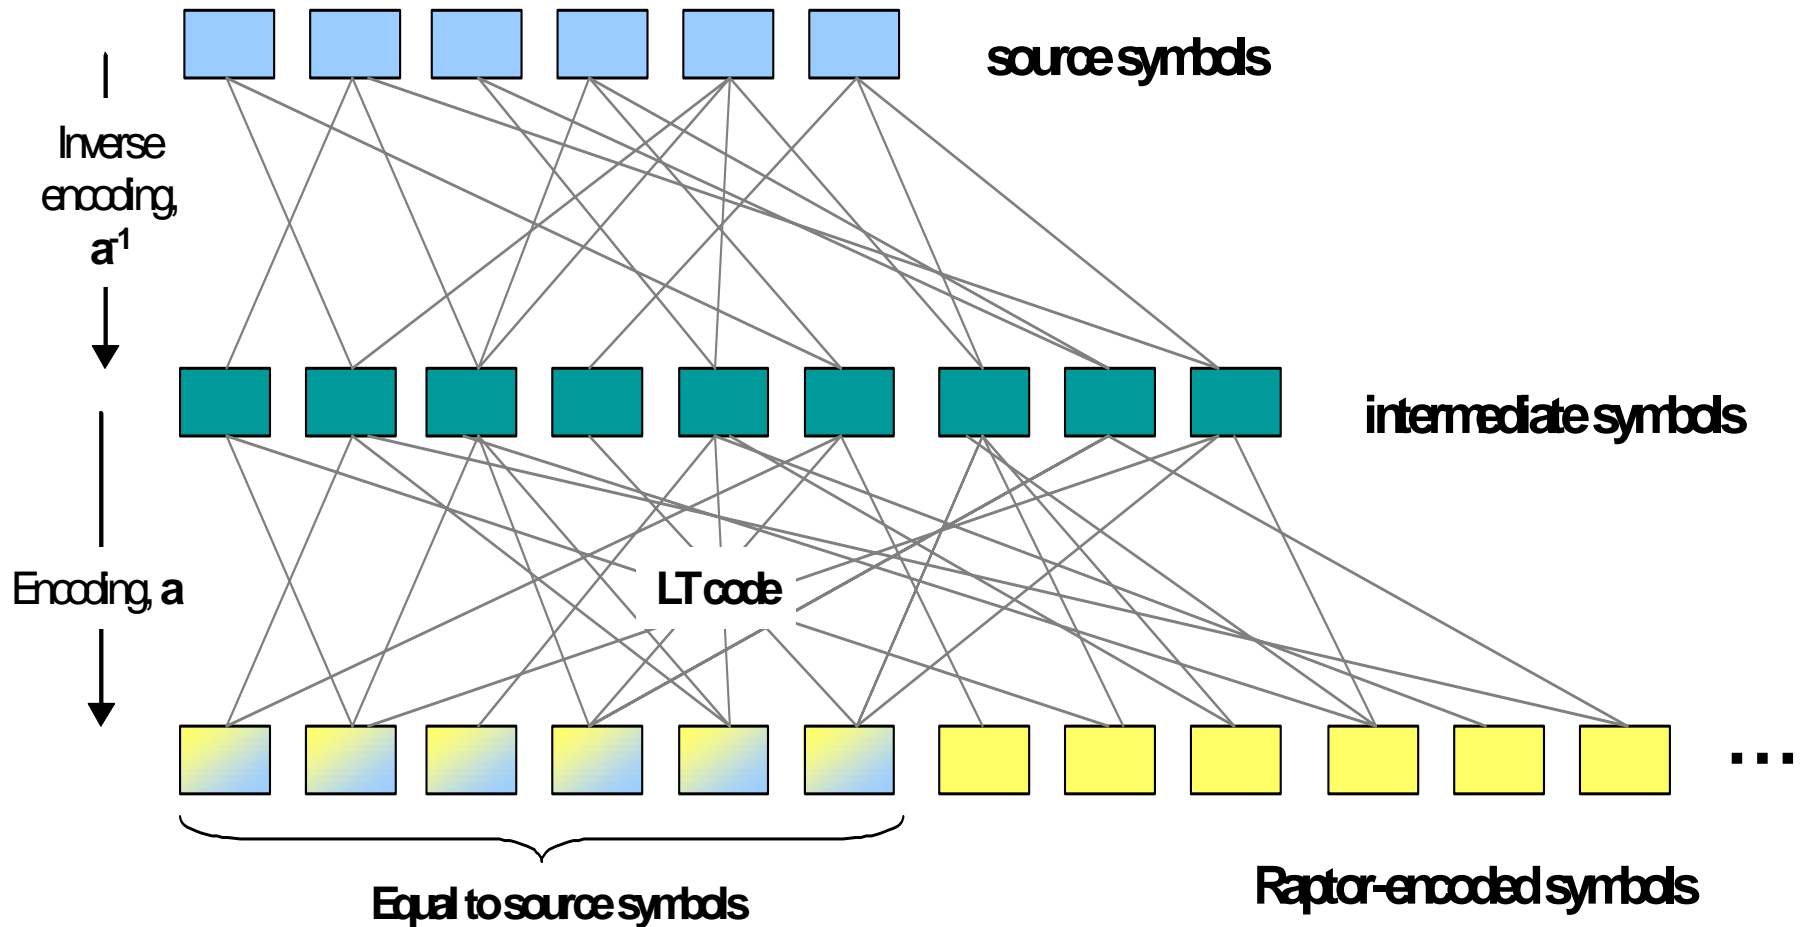 source symbols
Inverse
encoding,
a⁻¹
intermediate symbols
Encoding, a
LT code
...
Equal to source symbols
Raptor-encoded symbols